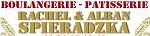 BOULANGERIE - PATISSERIE
RACHEL & ALBAN
SPIERADZKA